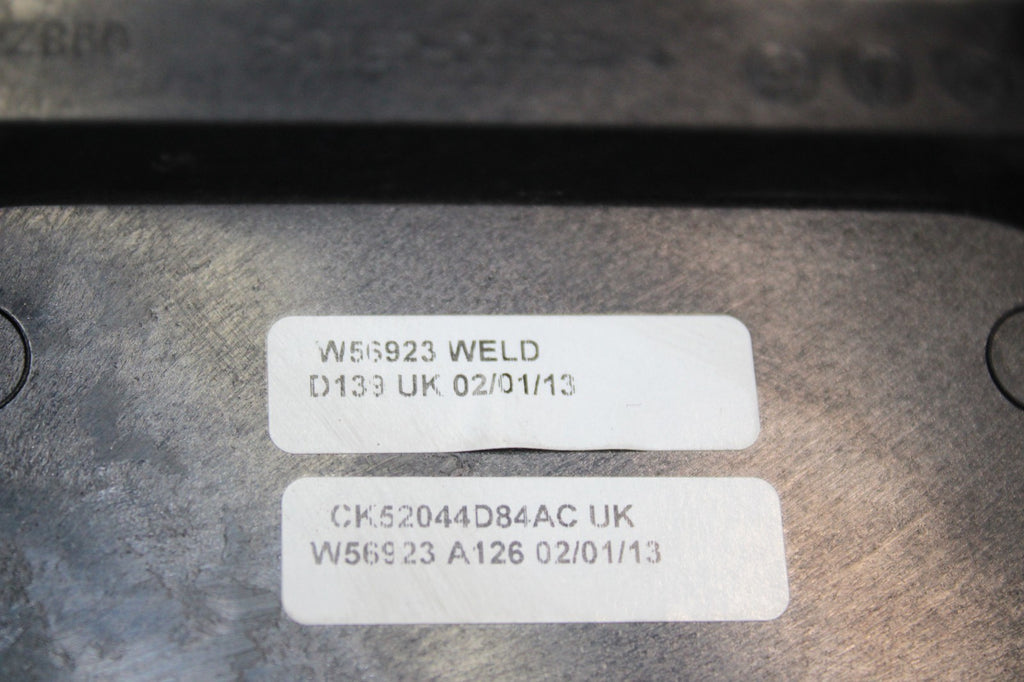 W56923 WELD
D139 UK 02/01/13
CK52044D84AC UK
W56923 A126 02/01/13